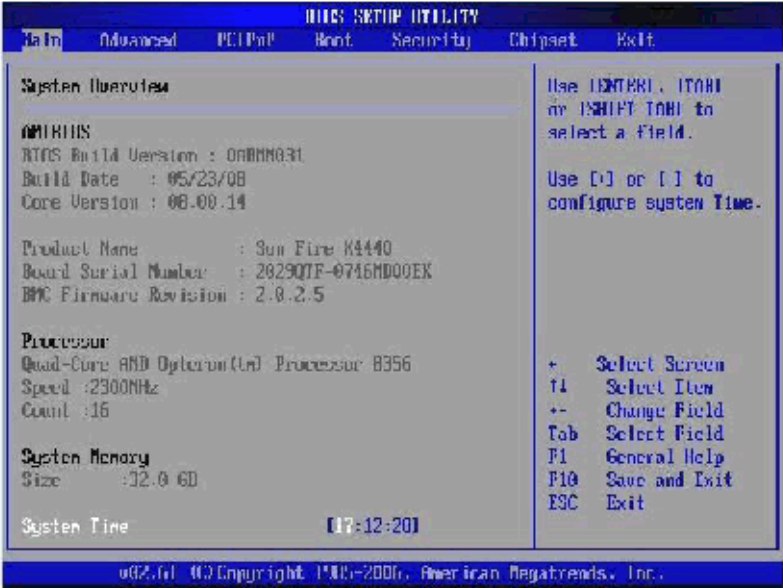 BIOS SETUP UTILITY
Main Advanced PCIPnP Boot Security Chipset Exit
System Overview
AMIBIOS
BIOS Build Version : 0ABMN031
Build Date : 05/23/08
Core Version : 08.00.14
Product Name : Sun Fire X4440
Board Serial Number : 2029QTF-0746MD00EK
BMC Firmware Revision : 2.0.2.5
Processor
Quad-Core AMD Opteron(tm) Processor 8356
Speed :2300MHz
Count :16
System Memory
Size :32.0 GB
System Time [17:12:20]
Use [ENTER], [TAB]
or [SHIFT-TAB] to
select a field.
Use [+] or [-] to
configure system Time.
Select Screen
↑↓ Select Item
+- Change Field
Tab Select Field
F1 General Help
F10 Save and Exit
ESC Exit
v02.61 (C)Copyright 1985-2006, American Megatrends, Inc.